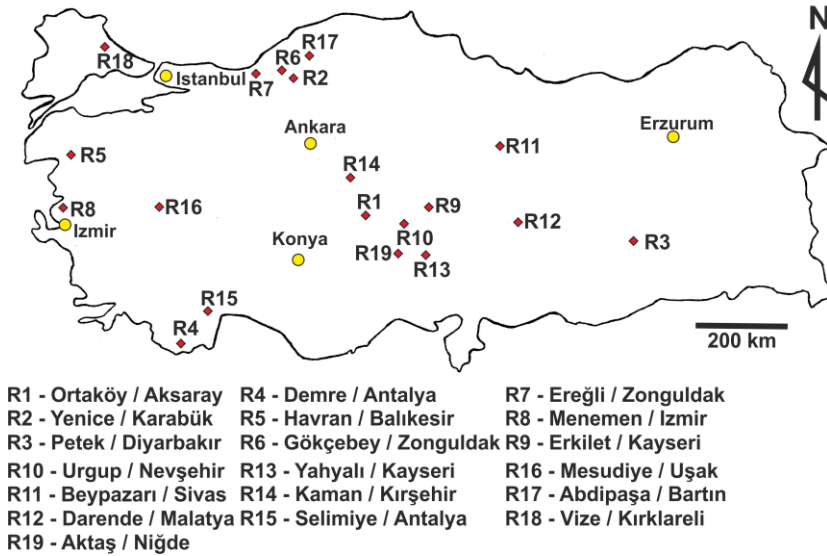 N
R17
R18
R6
R7
R2
Istanbul
Ankara
Erzurum
R11
R5
R14
R8
R16
R1
R9
R12
Izmir
R10
Konya
R19
R13
R3
R15
R4
200 km
R1 - Ortaköy / Aksaray R4 - Demre / Antalya R7 - Ereğli / Zonguldak
R2 - Yenice / Karabük R5 - Havran / Balıkesir R8 - Menemen / Izmir
R3 - Petek / Diyarbakır R6 - Gökçebey / Zonguldak R9 - Erkilet / Kayseri
R10 - Urgup / Nevşehir R13 - Yahyalı / Kayseri R16 - Mesudiye / Uşak
R11 - Beypazarı / Sivas R14 - Kaman / Kırşehir R17 - Abdipaşa / Bartın
R12 - Darende / Malatya R15 - Selimiye / Antalya R18 - Vize / Kırklareli
R19 - Aktaş / Niğde